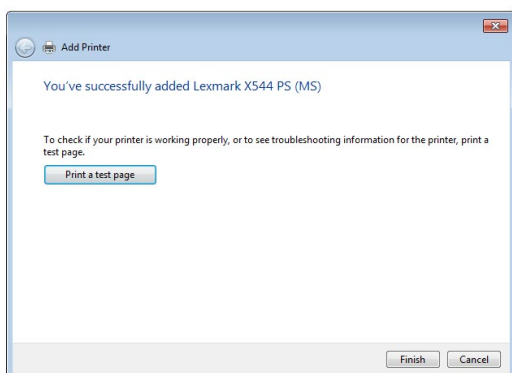 Add Printer
You've successfully added Lexmark X544 PS (MS)
To check if your printer is working properly, or to see troubleshooting information for the printer, print a
test page.
Print a test page
Finish Cancel